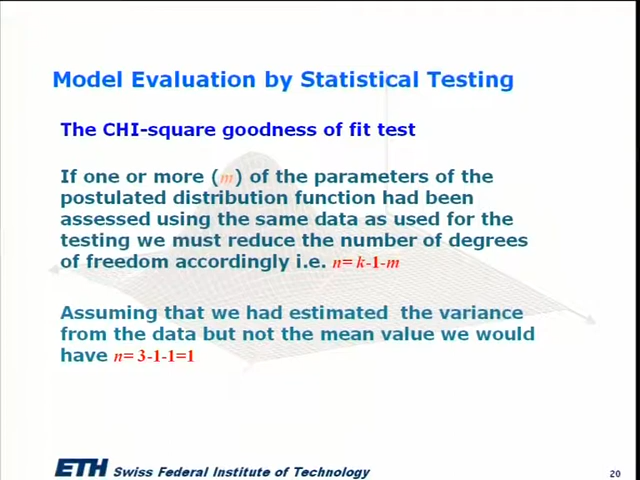 Model Evaluation by Statistical Testing
The CHI-square goodness of fit test
If one or more (m) of the parameters of the
postulated distribution function had been
assessed using the same data as used for the
testing we must reduce the number of degrees
of freedom accordingly i.e. n= k-1-m
Assuming that we had estimated the variance
from the data but not the mean value we would
have n= 3-1-1=1
ETH Swiss Federal Institute of Technology
20